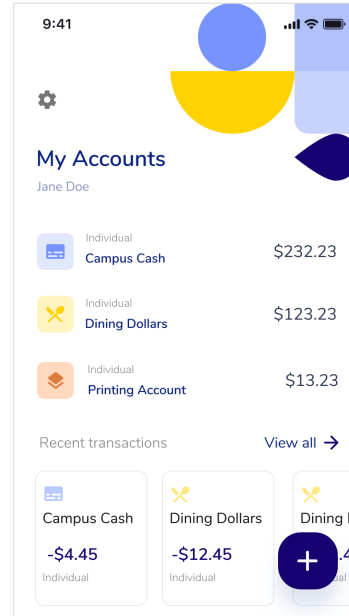 9:41
My Accounts
Jane Doe
Individual
Campus Cash
$232.23
Individual
Dining Dollars
$123.23
Individual
Printing Account
$13.23
Recent transactions
View all
Campus Cash
-$4.45
Individual
Dining Dollars
-$12.45
Individual
Dining